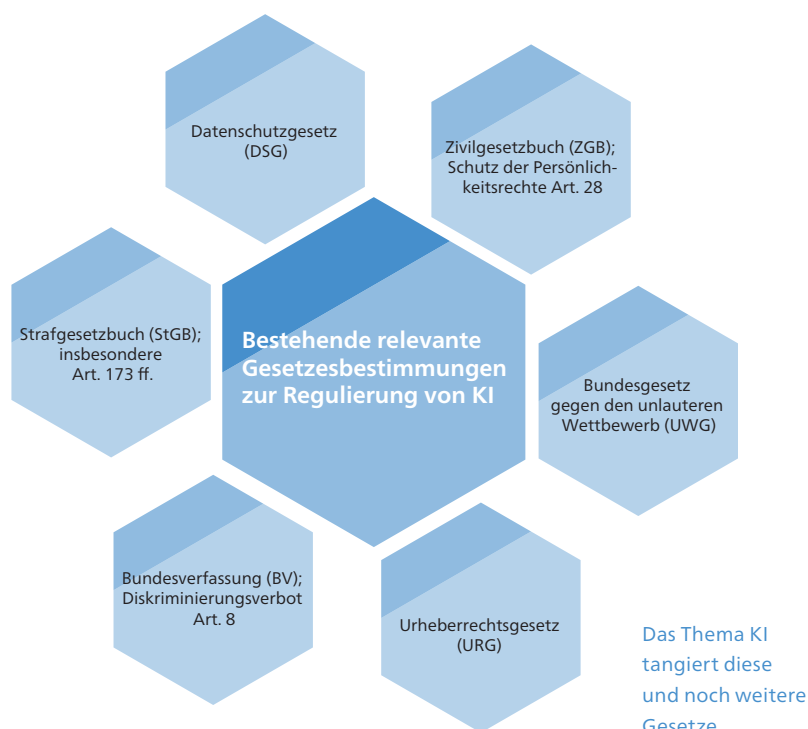 Datenschutzgesetz
(DSG)
Zivilgesetzbuch (ZGB);
Schutz der Persönlich-
keitsrechte Art. 28
Strafgesetzbuch (StGB);
insbesondere
Art. 173 ff.
Bestehende relevante
Gesetzesbestimmungen
zur Regulierung von KI
Bundesgesetz
gegen den unlauteren
Wettbewerb (UWG)
Bundesverfassung (BV);
Diskriminierungsverbot
Art. 8
Urheberrechtsgesetz
(URG)
Das Thema KI
tangiert diese
und noch weitere
Gesetze